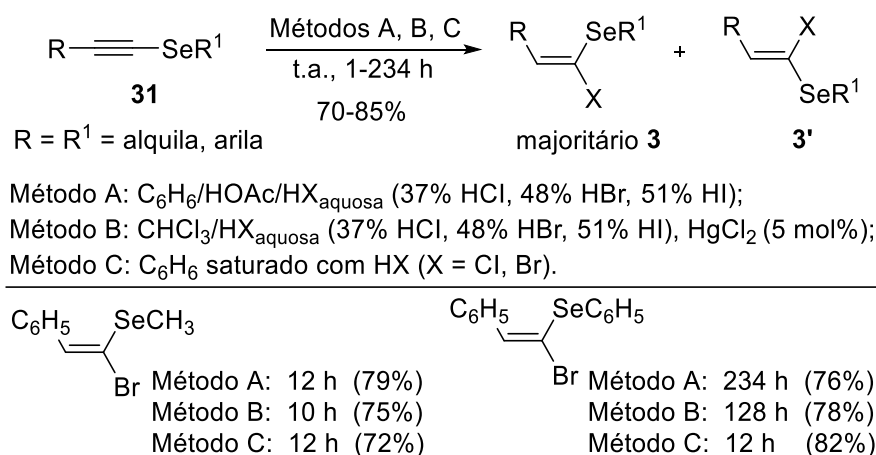 R SeR¹ Métodos A, B, C R SeR¹ + R X
31 t.a., 1-234 h X SeR¹
R = R¹ = alquila, arila 70-85% majoritário 3 3'
Método A: C₆H₆/HOAc/HXaquosa (37% HCl, 48% HBr, 51% HI);
Método B: CHCl₃/HXaquosa (37% HCl, 48% HBr, 51% HI), HgCl₂ (5 mol%);
Método C: C₆H₆ saturado com HX (X = Cl, Br).
C₆H₅ SeCH₃ C₆H₅ SeC₆H₅
Br Br
Método A: 12 h (79%) Método A: 234 h (76%)
Método B: 10 h (75%) Método B: 128 h (78%)
Método C: 12 h (72%) Método C: 12 h (82%)